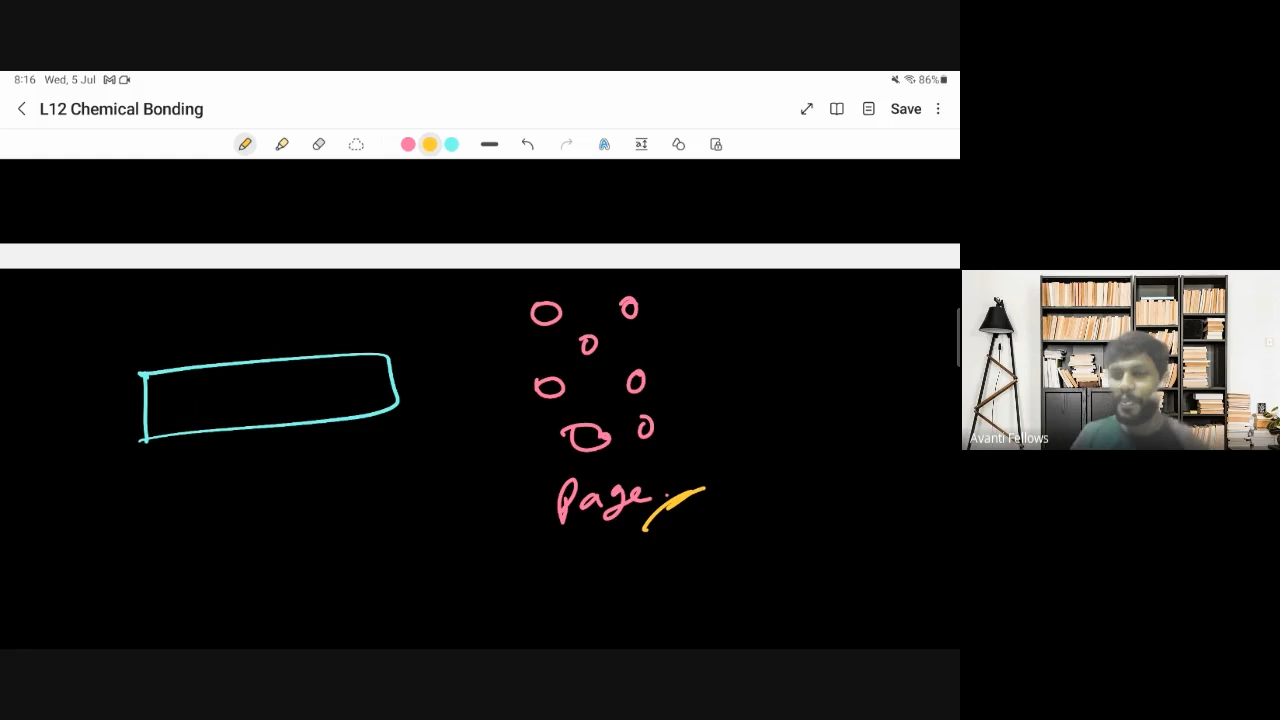 8:16 Wed, 5 Jul 86%
L12 Chemical Bonding Save
Page.
Avanti Fellows